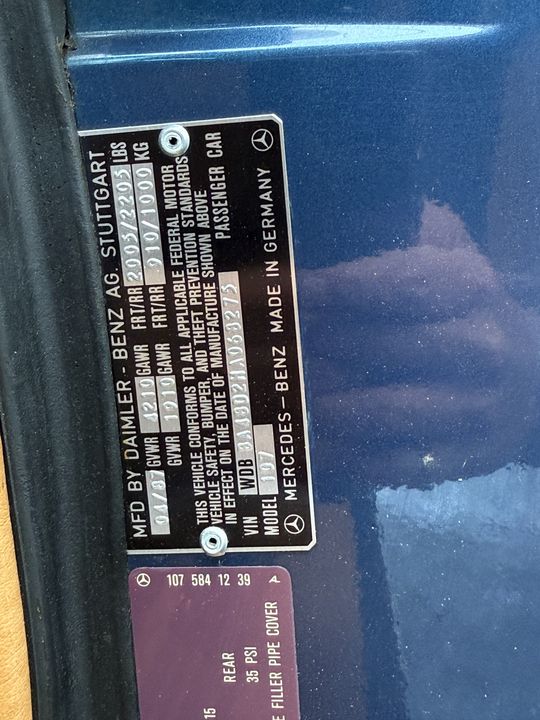 MFD BY DAIMLER - BENZ AG. STUTTGART
04/87 GVWR 4210 GAWR FRT/RR 2005/2205 LBS
GVWR 1910 GAWR FRT/RR 910/1000 KG
THIS VEHICLE CONFORMS TO ALL APPLICABLE FEDERAL MOTOR
VEHICLE SAFETY, BUMPER, AND THEFT PREVENTION STANDARDS
IN EFFECT ON THE DATE OF MANUFACTURE SHOWN ABOVE
VIN WDB PASSENGER CAR
MODEL 107
MERCEDES-BENZ MADE IN GERMANY
107 584 12 39 A
REAR
35 PSI
15
FILLER PIPE COVER